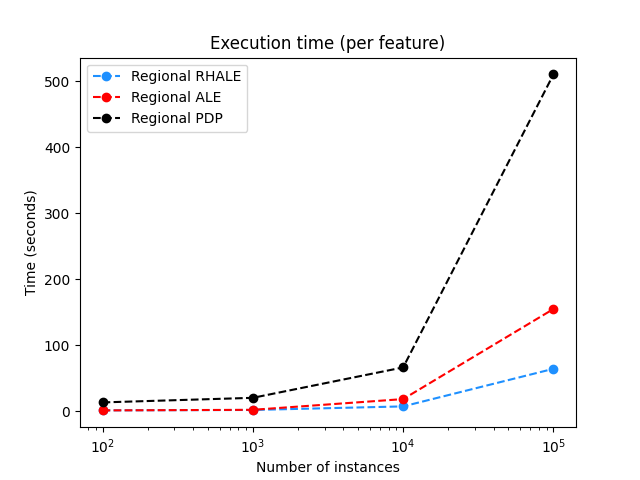 Execution time (per feature)
Regional RHALE
Regional ALE
Regional PDP
Time (seconds)
500
400
300
200
100
0
10²
10³
10⁴
10⁵
Number of instances